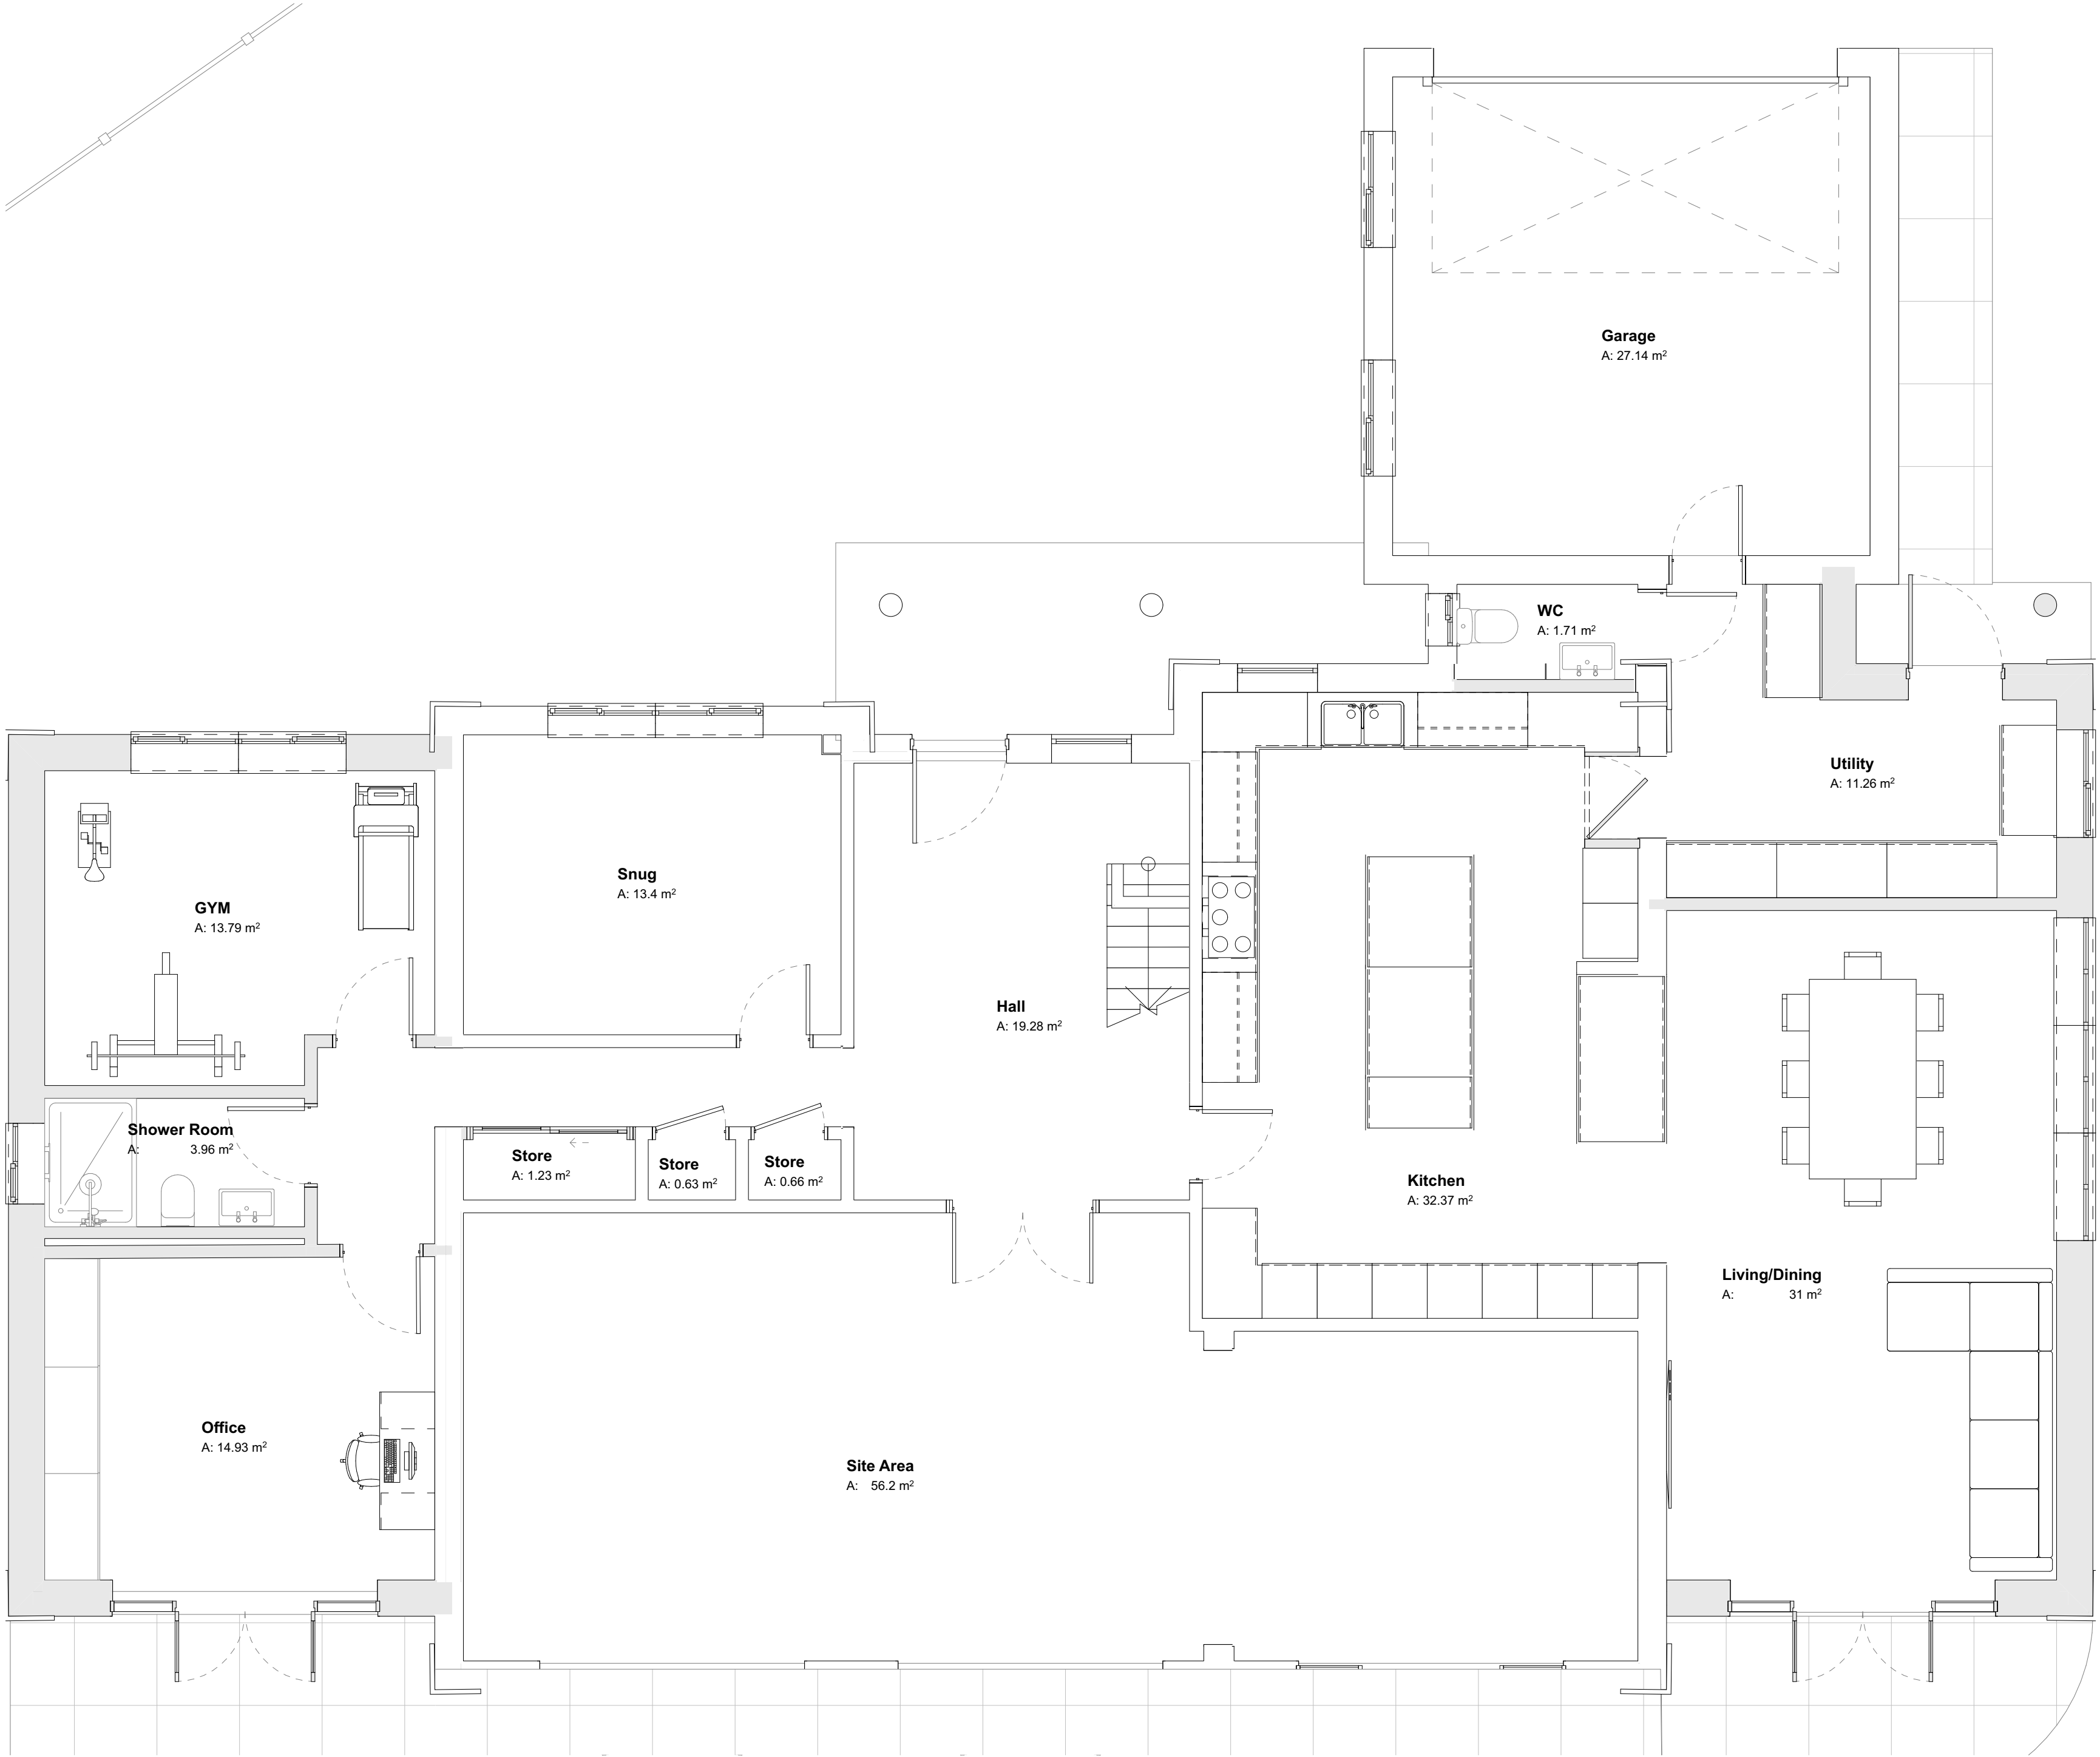 Garage
A: 27.14 m²
WC
A: 1.71 m²
Utility
A: 11.26 m²
Snug
A: 13.4 m²
GYM
A: 13.79 m²
Hall
A: 19.28 m²
Shower Room
A: 3.96 m²
Store
A: 1.23 m²
Store
A: 0.63 m²
Store
A: 0.66 m²
Kitchen
A: 32.37 m²
Living/Dining
A: 31 m²
Office
A: 14.93 m²
Site Area
A: 56.2 m²